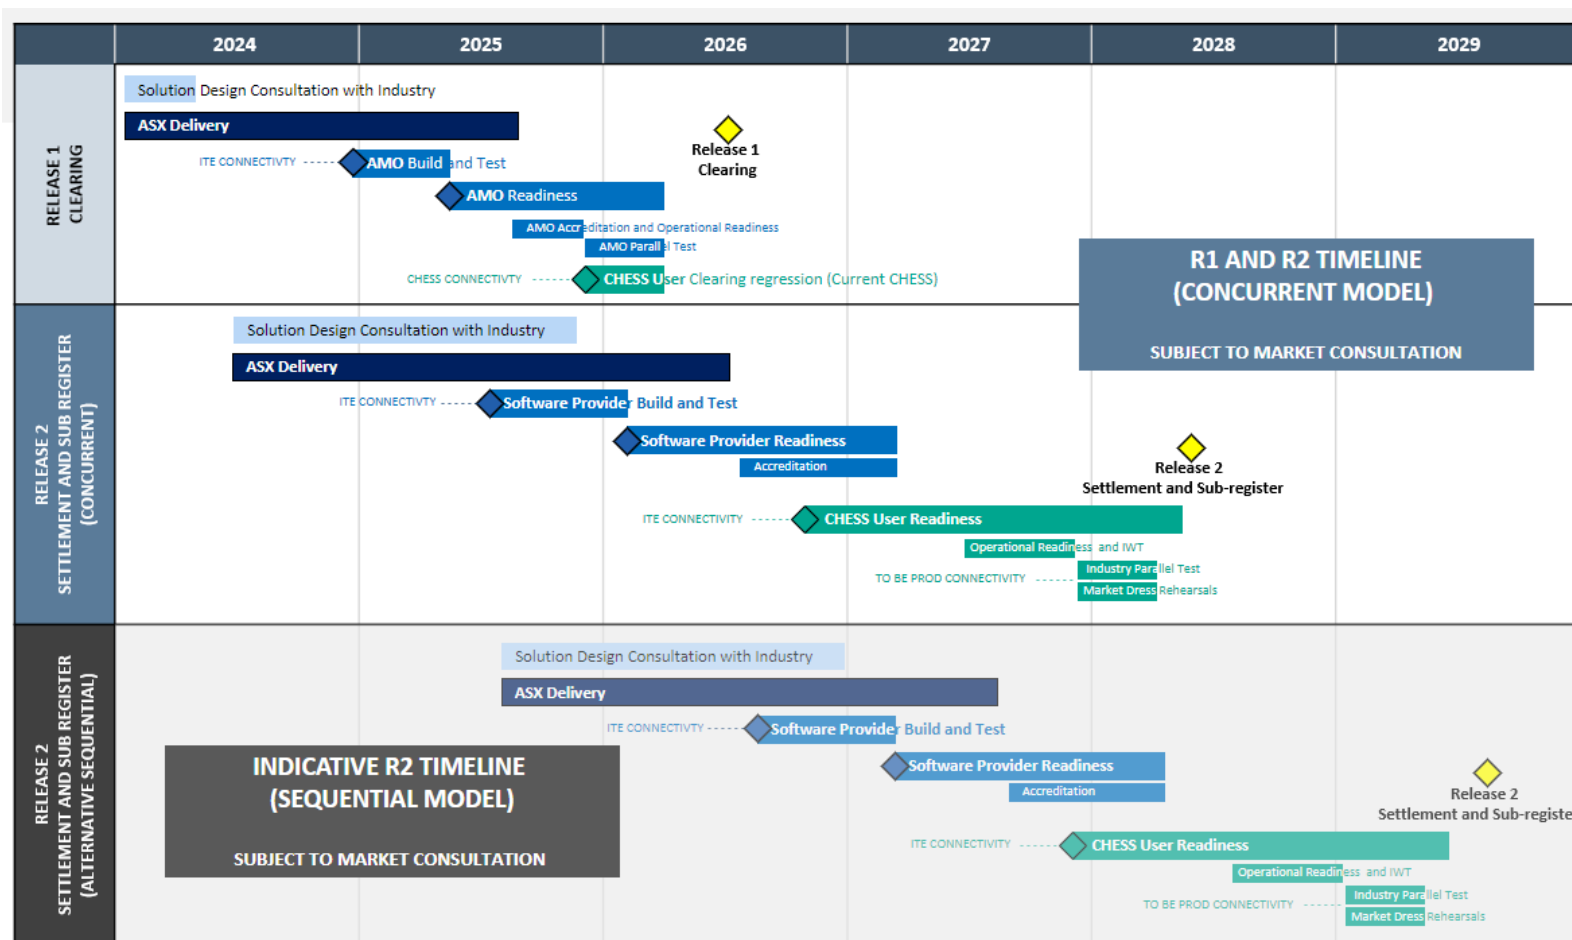 2024 2025 2026 2027 2028 2029
RELEASE 1
CLEARING
Solution Design Consultation with Industry
ASX Delivery
ITE CONNECTIVTY
AMO Build and Test
AMO Readiness
AMO Accreditation and Operational Readiness
AMO Parallel Test
CHESS CONNECTIVTY
CHESS User Clearing regression (Current CHESS)
Release 1
Clearing
R1 AND R2 TIMELINE
(CONCURRENT MODEL)
SUBJECT TO MARKET CONSULTATION
RELEASE 2
SETTLEMENT AND SUB REGISTER
(CONCURRENT)
Solution Design Consultation with Industry
ASX Delivery
ITE CONNECTIVTY
Software Provider Build and Test
Software Provider Readiness
Accreditation
Release 2
Settlement and Sub-register
ITE CONNECTIVITY
CHESS User Readiness
Operational Readiness and IWT
TO BE PROD CONNECTIVITY
Industry Parallel Test
Market Dress Rehearsals
RELEASE 2
SETTLEMENT AND SUB REGISTER
(ALTERNATIVE SEQUENTIAL)
Solution Design Consultation with Industry
ASX Delivery
ITE CONNECTIVTY
Software Provider Build and Test
INDICATIVE R2 TIMELINE
(SEQUENTIAL MODEL)
SUBJECT TO MARKET CONSULTATION
Software Provider Readiness
Accreditation
Release 2
Settlement and Sub-registe
ITE CONNECTIVITY
CHESS User Readiness
Operational Readiness and IWT
TO BE PROD CONNECTIVITY
Industry Parallel Test
Market Dress Rehearsals